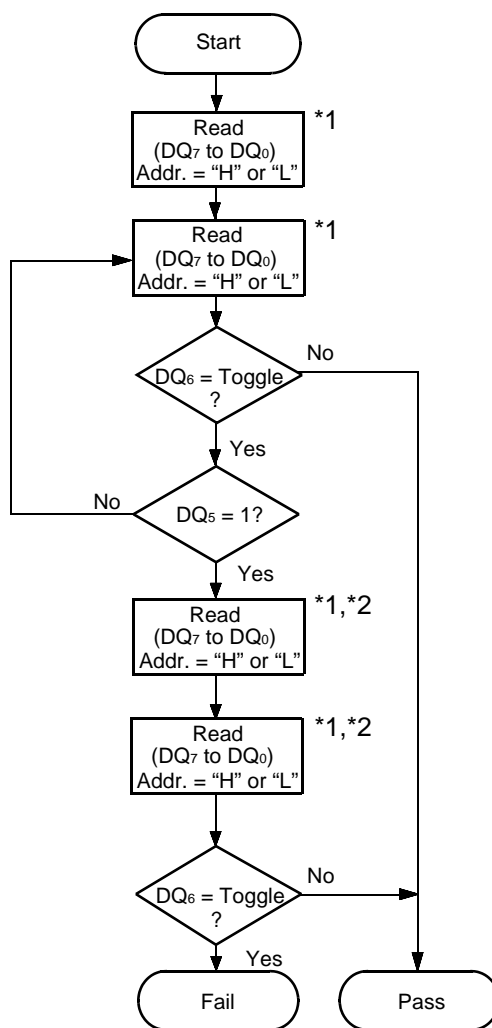 Start
Read
(DQ7 to DQ0)
Addr. = “H” or “L”
*1
Read
(DQ7 to DQ0)
Addr. = “H” or “L”
*1
DQ6 = Toggle
?
No
Yes
DQ5 = 1?
No
Yes
Read
(DQ7 to DQ0)
Addr. = “H” or “L”
*1,*2
Read
(DQ7 to DQ0)
Addr. = “H” or “L”
*1,*2
DQ6 = Toggle
?
No
Yes
Fail
Pass